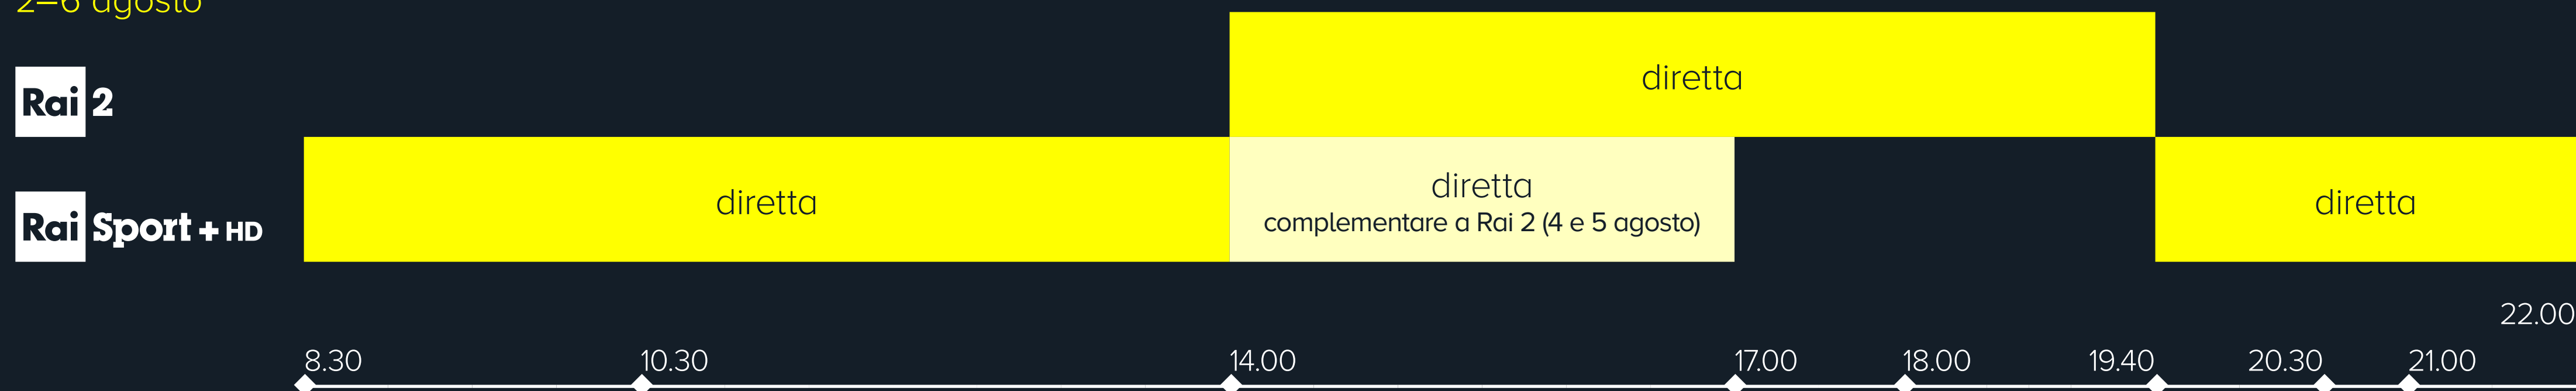 2–6 agosto
diretta
Rai 2
diretta
diretta
complementare a Rai 2 (4 e 5 agosto)
diretta
Rai Sport + HD
22.00
8.30 10.30 14.00 17.00 18.00 19.40 20.30 21.00